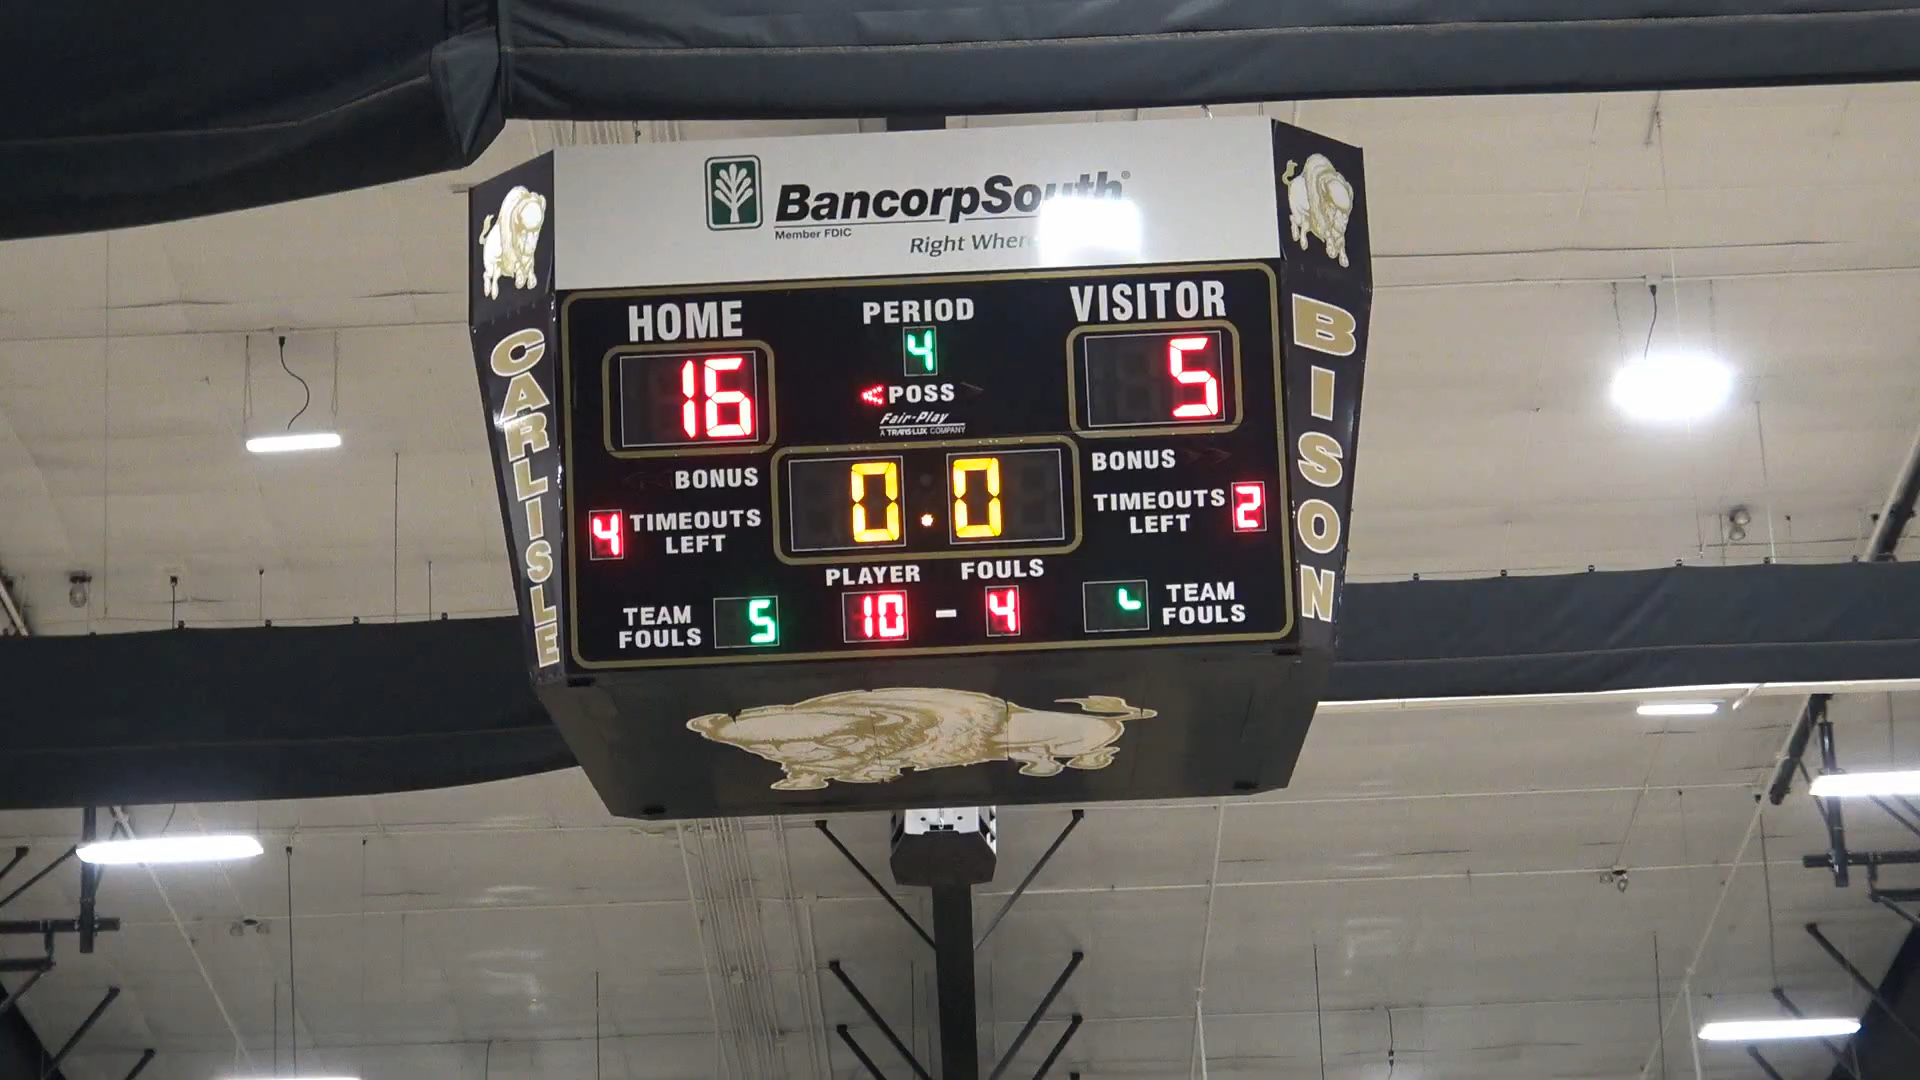 BancorpSouth®
Member FDIC
Right Where
HOME
PERIOD
VISITOR
16
4
5
POSS
Fair-Play
A TRANS-LUX COMPANY
BONUS
0.0
BONUS
4 TIMEOUTS LEFT
TIMEOUTS LEFT 2
PLAYER FOULS
TEAM FOULS 5
10 - 4
TEAM FOULS
CARLISLE
BISON